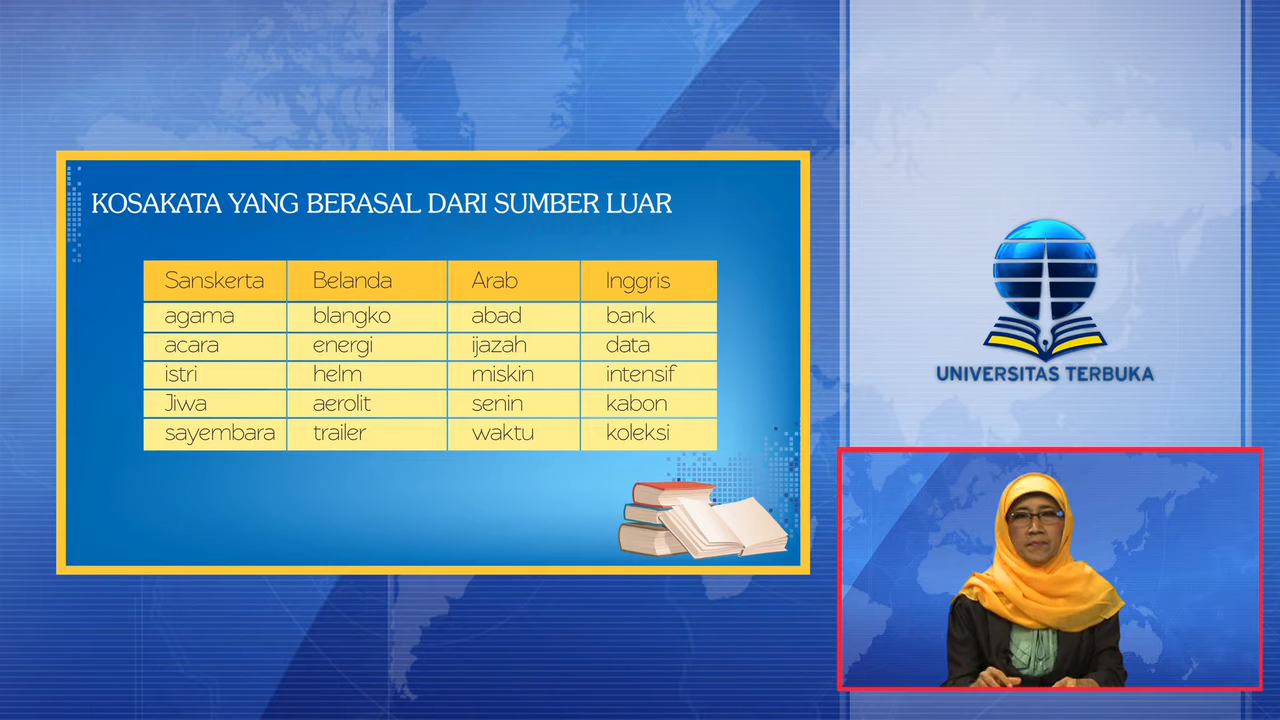 KOSAKATA YANG BERASAL DARI SUMBER LUAR
Sanskerta Belanda Arab Inggris
agama blangko abad bank
acara energi ijazah data
istri helm miskin intensif
Jiwa aerolit senin kabon
sayembara trailer waktu koleksi
UNIVERSITAS TERBUKA